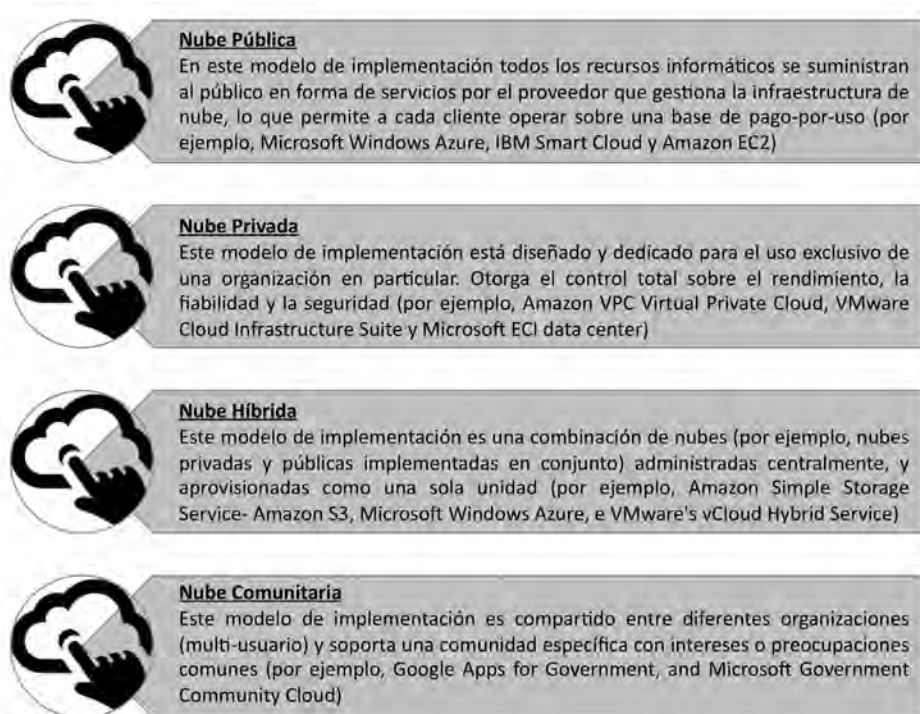 Nube Pública
En este modelo de implementación todos los recursos informáticos se suministran
al público en forma de servicios por el proveedor que gestiona la infraestructura de
nube, lo que permite a cada cliente operar sobre una base de pago-por-uso (por
ejemplo, Microsoft Windows Azure, IBM Smart Cloud y Amazon EC2)
Nube Privada
Este modelo de implementación está diseñado y dedicado para el uso exclusivo de
una organización en particular. Otorga el control total sobre el rendimiento, la
fiabilidad y la seguridad (por ejemplo, Amazon VPC Virtual Private Cloud, VMware
Cloud Infrastructure Suite y Microsoft ECI data center)
Nube Híbrida
Este modelo de implementación es una combinación de nubes (por ejemplo, nubes
privadas y públicas implementadas en conjunto) administradas centralmente, y
aprovisionadas como una sola unidad (por ejemplo, Amazon Simple Storage
Service- Amazon S3, Microsoft Windows Azure, e VMware's vCloud Hybrid Service)
Nube Comunitaria
Este modelo de implementación es compartido entre diferentes organizaciones
(multi-usuario) y soporta una comunidad específica con intereses o preocupaciones
comunes (por ejemplo, Google Apps for Government, and Microsoft Government
Community Cloud)